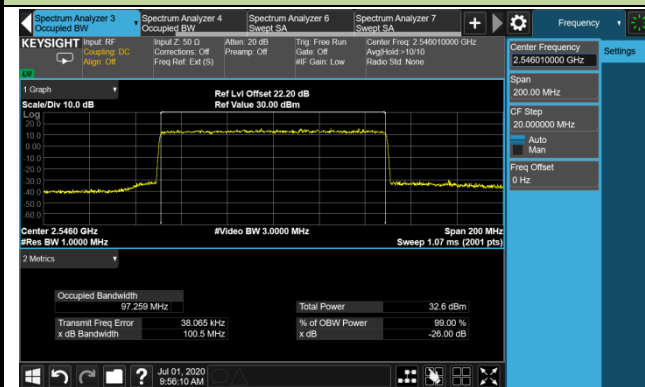 Spectrum Analyzer 3
Occupied BW
Spectrum Analyzer 4
Occupied BW
Spectrum Analyzer 6
Swept SA
Spectrum Analyzer 7
Swept SA
+
Frequency
KEYSIGHT
Input: RF
Coupling: DC
Align: Off
Input Z: 50 Ω
Corrections: Off
Freq Ref: Ext (S)
Atten: 20 dB
Preamp: Off
Trig: Free Run
Gate: Off
#IF Gain: Low
Center Freq: 2.546010000 GHz
Avg|Hold:>10/10
Radio Std: None
Center Frequency
2.546010000 GHz
Settings
Span
200.00 MHz
CF Step
20.000000 MHz
Auto
Man
Freq Offset
0 Hz
1 Graph
Scale/Div 10.0 dB
Ref Lvl Offset 22.20 dB
Ref Value 30.00 dBm
Log
20.0
10.0
0.00
-10.0
-20.0
-30.0
-40.0
-50.0
-60.0
Center 2.5460 GHz
#Video BW 3.0000 MHz
Span 200 MHz
#Res BW 1.0000 MHz
Sweep 1.07 ms (2001 pts)
2 Metrics
Occupied Bandwidth
97.259 MHz
Total Power 32.6 dBm
Transmit Freq Error 38.065 kHz
% of OBW Power 99.00 %
x dB Bandwidth 100.5 MHz
x dB -26.00 dB
?
Jul 01, 2020
9:56:10 AM